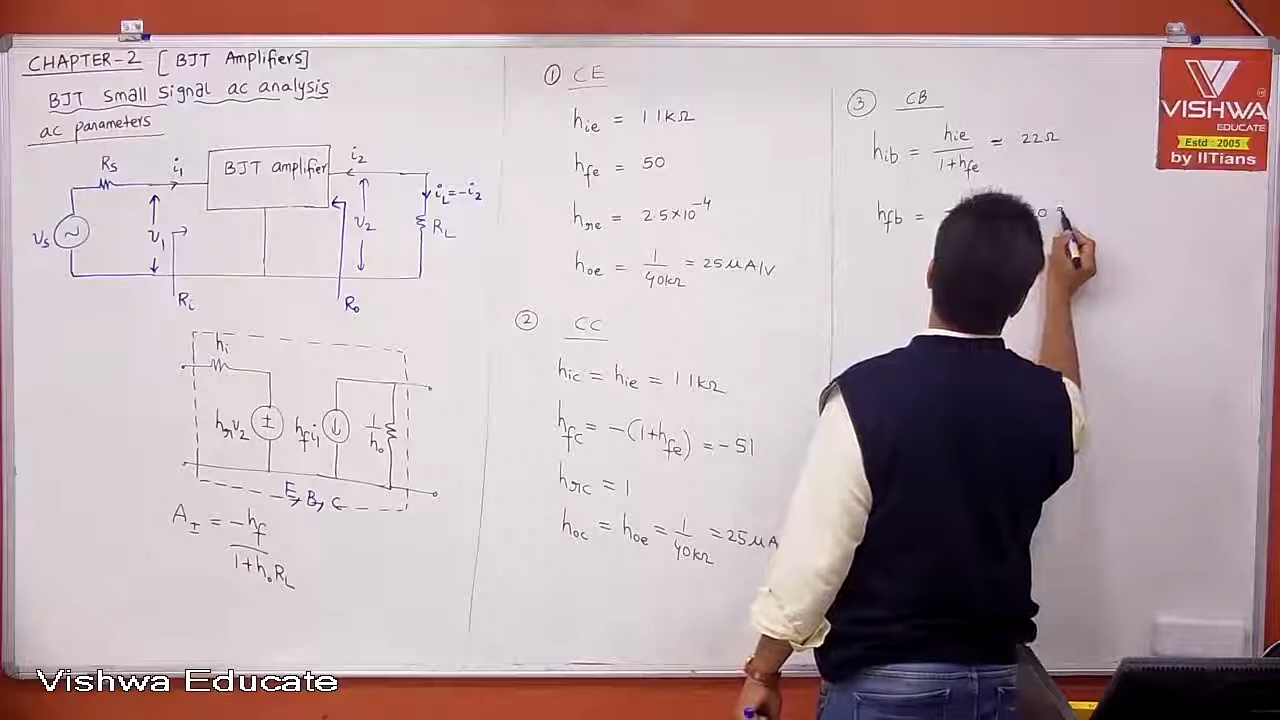 CHAPTER-2 [BJT Amplifiers]
BJT small signal ac analysis
ac parameters
Rs
i1
BJT amplifier
i2
iL=-i2
vs
v1
v2
RL
Ri
Ro
hi
hrv2
hfi1
1/ho
E, B, C
AI = -hf/1+hoRL
① CE
hie = 1.1kΩ
hfe = 50
hre = 2.5×10^-4
hoe = 1/40kΩ = 25μA/V
② CC
hic = hie = 1.1kΩ
hfc = -(1+hfe) = -51
hrc = 1
hoc = hoe = 1/40kΩ = 25μA
③ CB
hib = hie/1+hfe = 22Ω
hfb =
VISHWA
EDUCATE
Estd : 2005
by IITians
Vishwa Educate